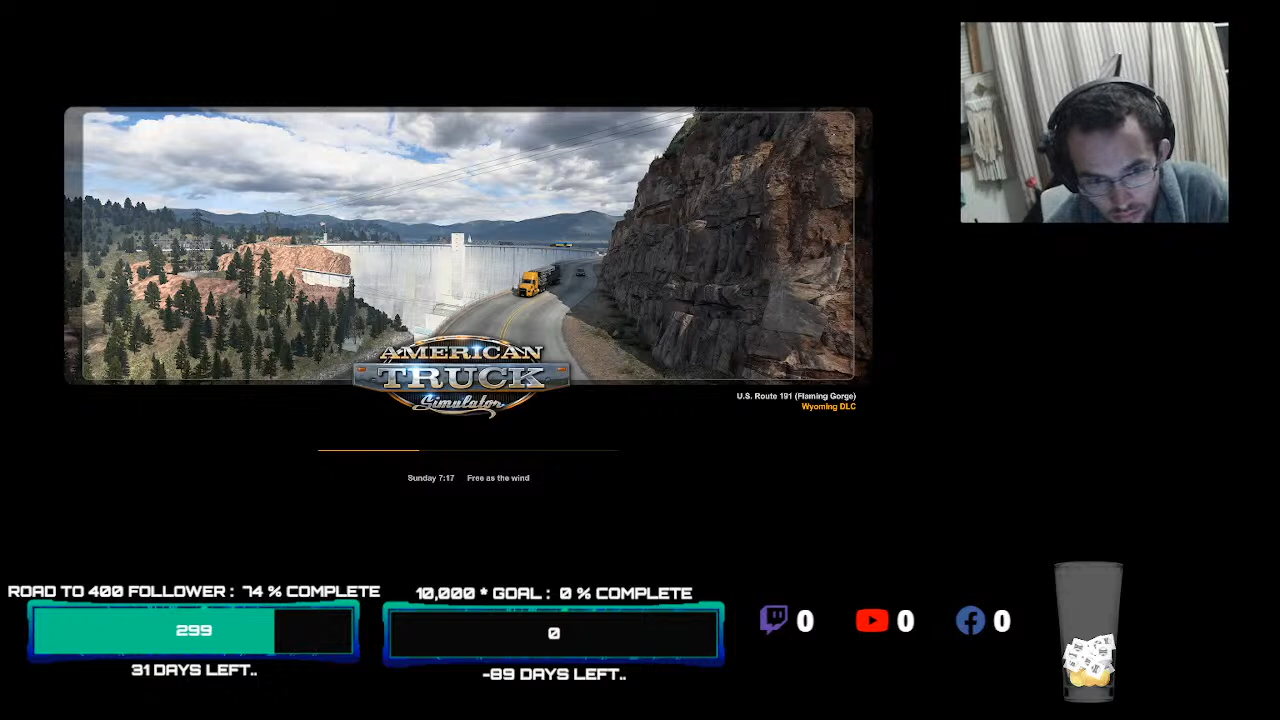 AMERICAN
TRUCK
Simulator
U.S. Route 191 (Flaming Gorge)
Wyoming DLC
Sunday 7:17 Free as the wind
ROAD TO 400 FOLLOWER : 74 % COMPLETE
299
31 DAYS LEFT..
10,000 * GOAL : 0 % COMPLETE
0
-89 DAYS LEFT..
0 0 0